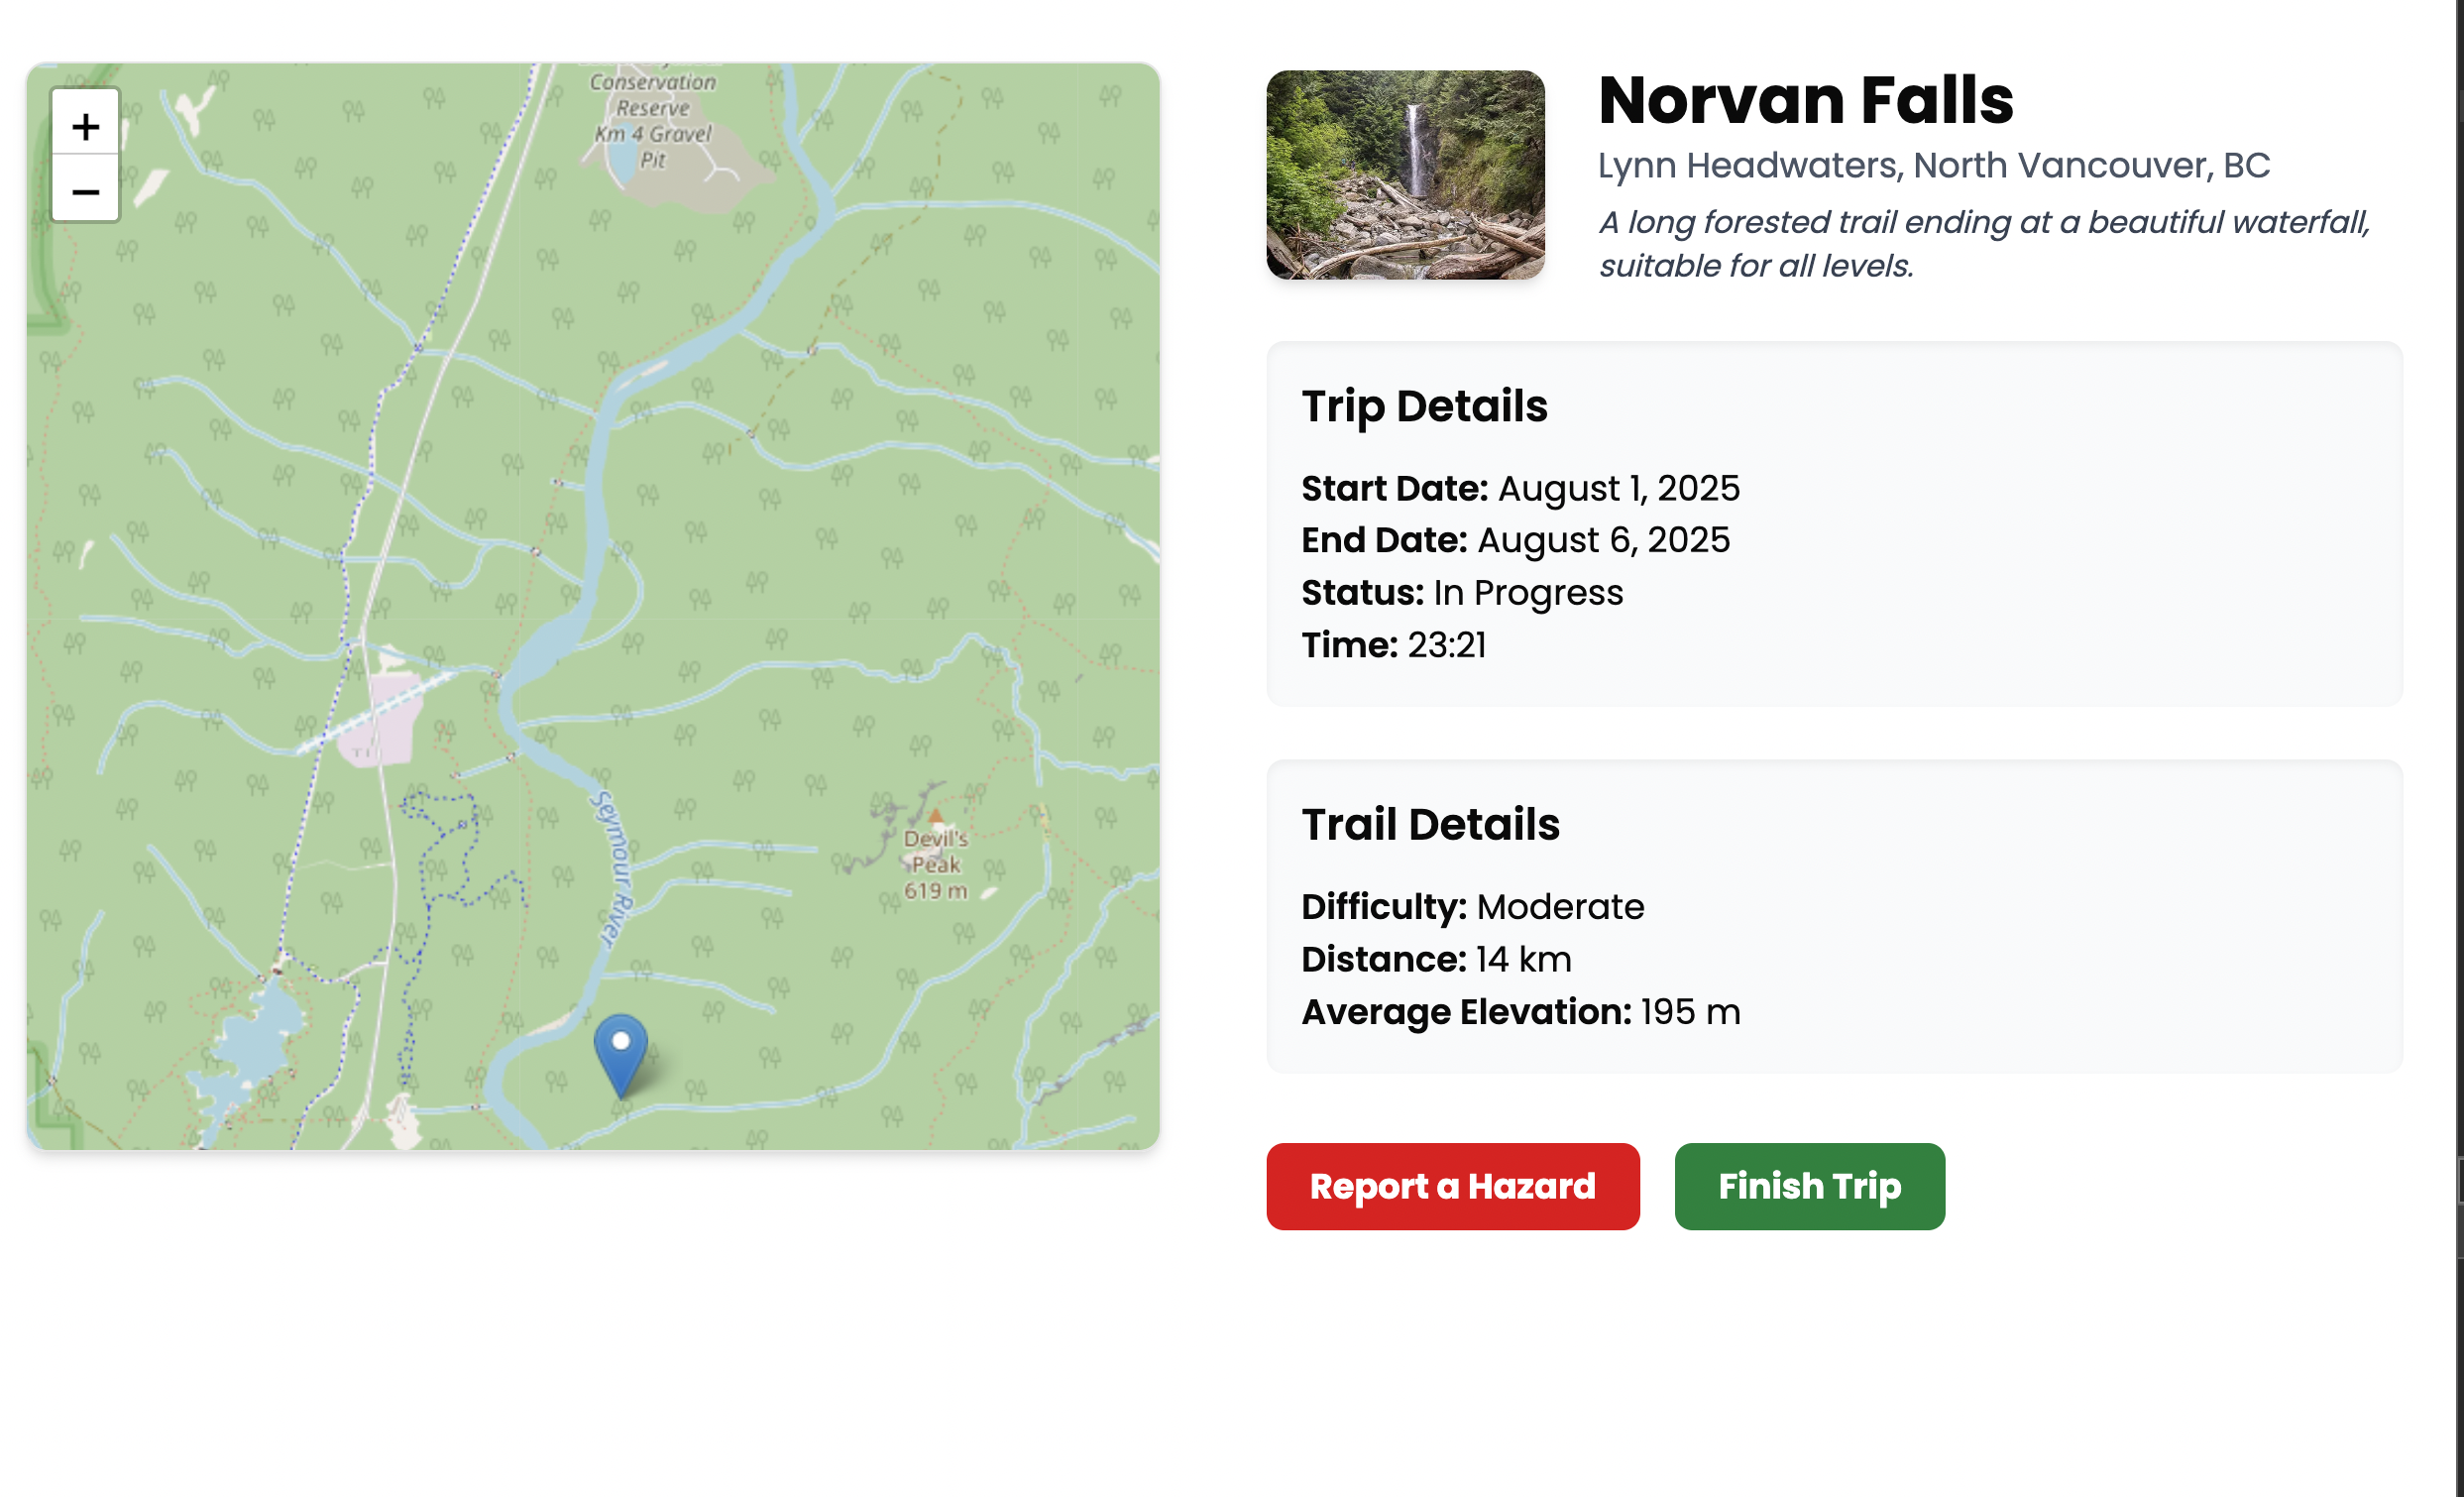 +
−
Conservation
Reserve
Km 4 Gravel
Pit
Seymour River
Devil's
Peak
619 m
Norvan Falls
Lynn Headwaters, North Vancouver, BC
A long forested trail ending at a beautiful waterfall,
suitable for all levels.
Trip Details
Start Date: August 1, 2025
End Date: August 6, 2025
Status: In Progress
Time: 23:21
Trail Details
Difficulty: Moderate
Distance: 14 km
Average Elevation: 195 m
Report a Hazard
Finish Trip